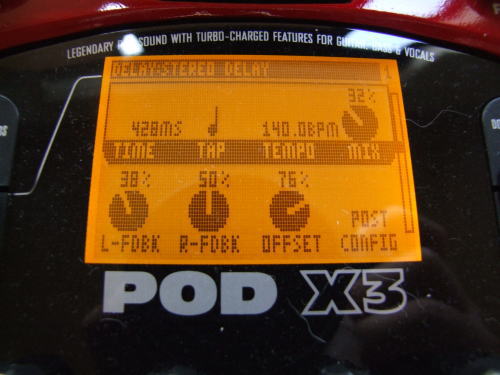 LEGENDARY POD SOUND WITH TURBO-CHARGED FEATURES FOR GUITAR, BASS & VOCALS
DELAY:STEREO DELAY 1
32%
428MS 140.0BPM
TIME TAP TEMPO MIX
38% 50% 76%
POST
L-FDBK R-FDBK OFFSET CONFIG
POD X3